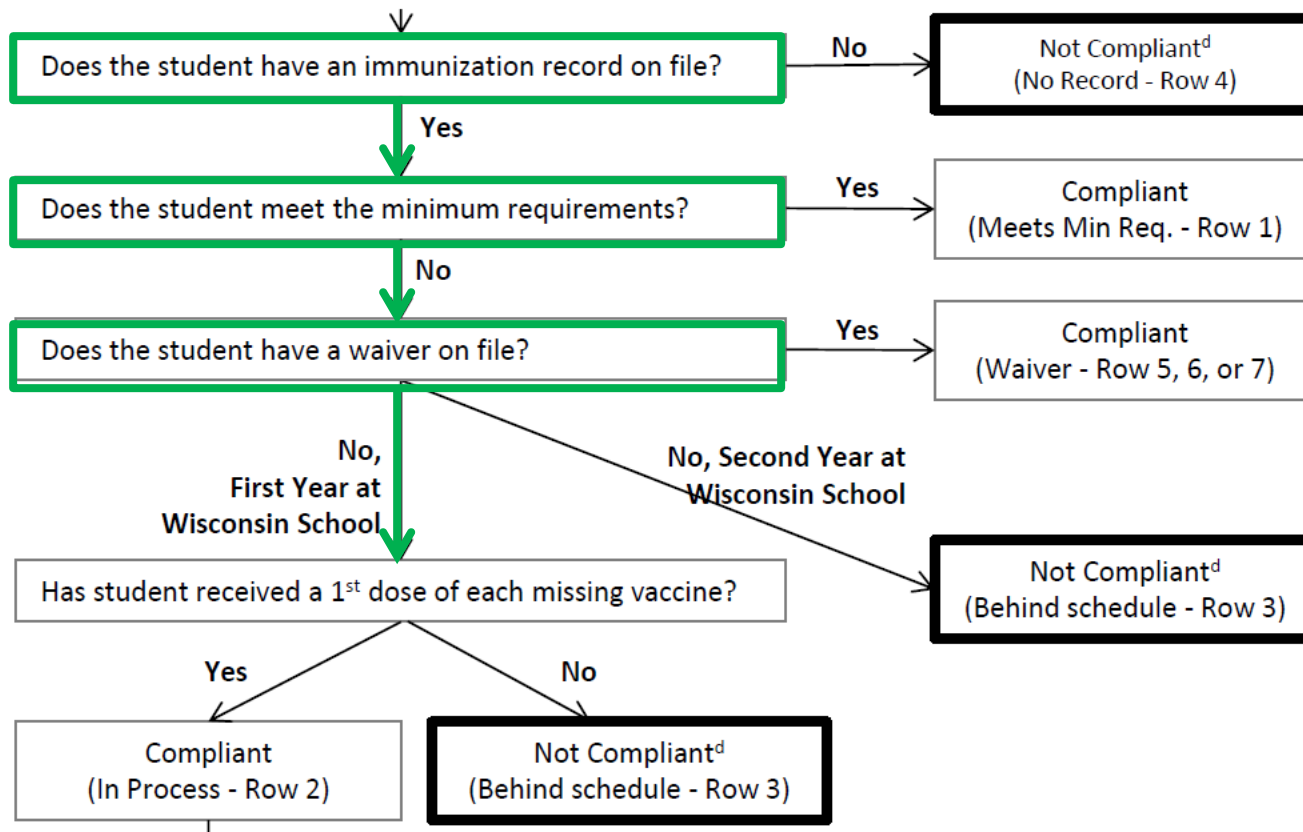 Does the student have an immunization record on file?
No
Not Compliantᵈ
(No Record - Row 4)
Yes
Does the student meet the minimum requirements?
Yes
Compliant
(Meets Min Req. - Row 1)
No
Does the student have a waiver on file?
Yes
Compliant
(Waiver - Row 5, 6, or 7)
No,
First Year at
Wisconsin School
No, Second Year at
Wisconsin School
Not Compliantᵈ
(Behind schedule - Row 3)
Has student received a 1ˢᵗ dose of each missing vaccine?
Yes
No
Compliant
(In Process - Row 2)
Not Compliantᵈ
(Behind schedule - Row 3)